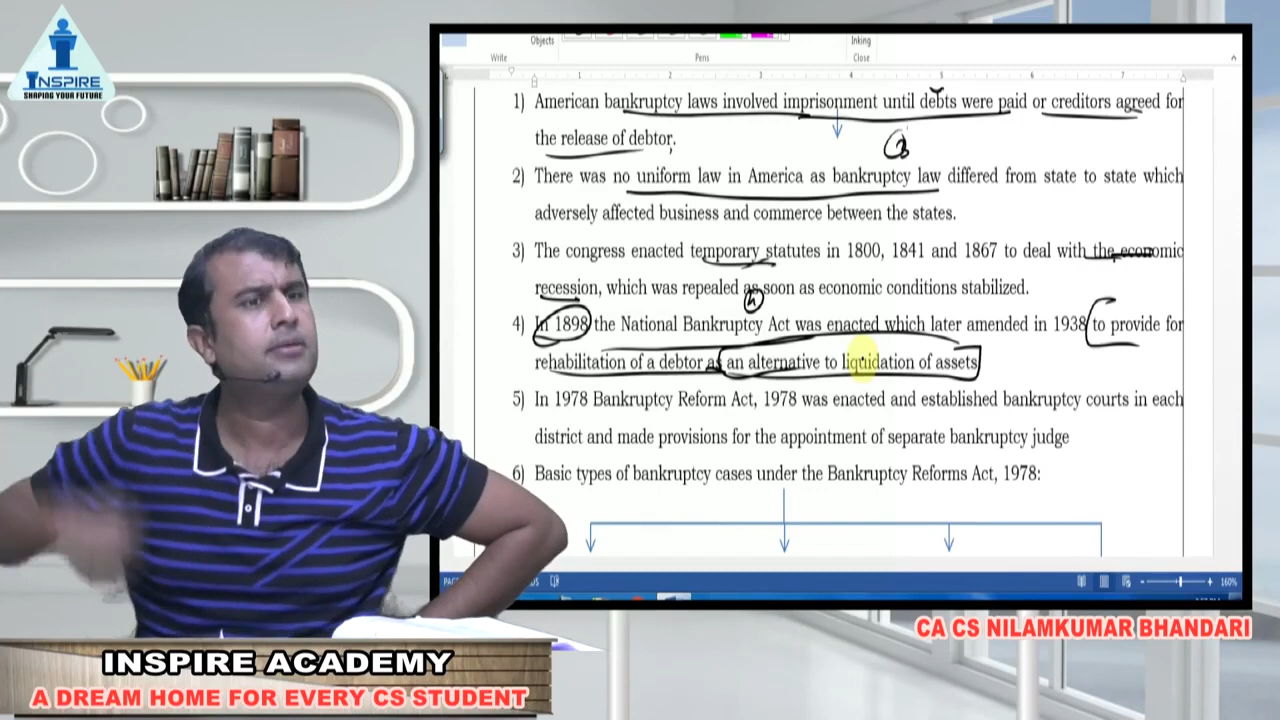 INSPIRE
SHAPING YOUR FUTURE
Objects
Inking
Write
Pens
Close
1 2 3 4 5 6 7
1) American bankruptcy laws involved imprisonment until debts were paid or creditors agreed for
the release of debtor,
2) There was no uniform law in America as bankruptcy law differed from state to state which
adversely affected business and commerce between the states.
3) The congress enacted temporary statutes in 1800, 1841 and 1867 to deal with the economic
recession, which was repealed as soon as economic conditions stabilized.
4) In 1898 the National Bankruptcy Act was enacted which later amended in 1938 to provide for
rehabilitation of a debtor as an alternative to liquidation of assets
5) In 1978 Bankruptcy Reform Act, 1978 was enacted and established bankruptcy courts in each
district and made provisions for the appointment of separate bankruptcy judge
6) Basic types of bankruptcy cases under the Bankruptcy Reforms Act, 1978:
160%
CA CS NILAMKUMAR BHANDARI
INSPIRE ACADEMY
A DREAM HOME FOR EVERY CS STUDENT